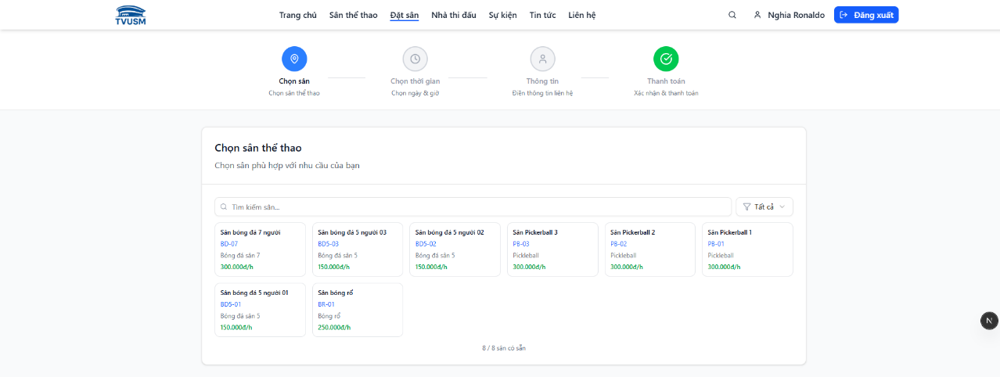 TVUSM
Trang chủ Sân thể thao Đặt sân Nhà thi đấu Sự kiện Tin tức Liên hệ Nghia Ronaldo Đăng xuất
Chọn sân Chọn thời gian Thông tin Thanh toán
Chọn sân thể thao Chọn ngày & giờ Điền thông tin liên hệ Xác nhận & thanh toán
Chọn sân thể thao
Chọn sân phù hợp với nhu cầu của bạn
Tìm kiếm sân... Tất cả
Sân bóng đá 7 người Sân bóng đá 5 người 03 Sân bóng đá 5 người 02 Sân Pickerball 3 Sân Pickerball 2 Sân Pickerball 1
BD-07 BD5-03 BD5-02 PB-03 PB-02 PB-01
Bóng đá sân 7 Bóng đá sân 5 Bóng đá sân 5 Pickleball Pickleball Pickleball
300.000đ/h 150.000đ/h 150.000đ/h 300.000đ/h 300.000đ/h 300.000đ/h
Sân bóng đá 5 người 01 Sân bóng rổ
BD5-01 BR-01
Bóng đá sân 5 Bóng rổ
150.000đ/h 250.000đ/h
8 / 8 sân có sẵn
N